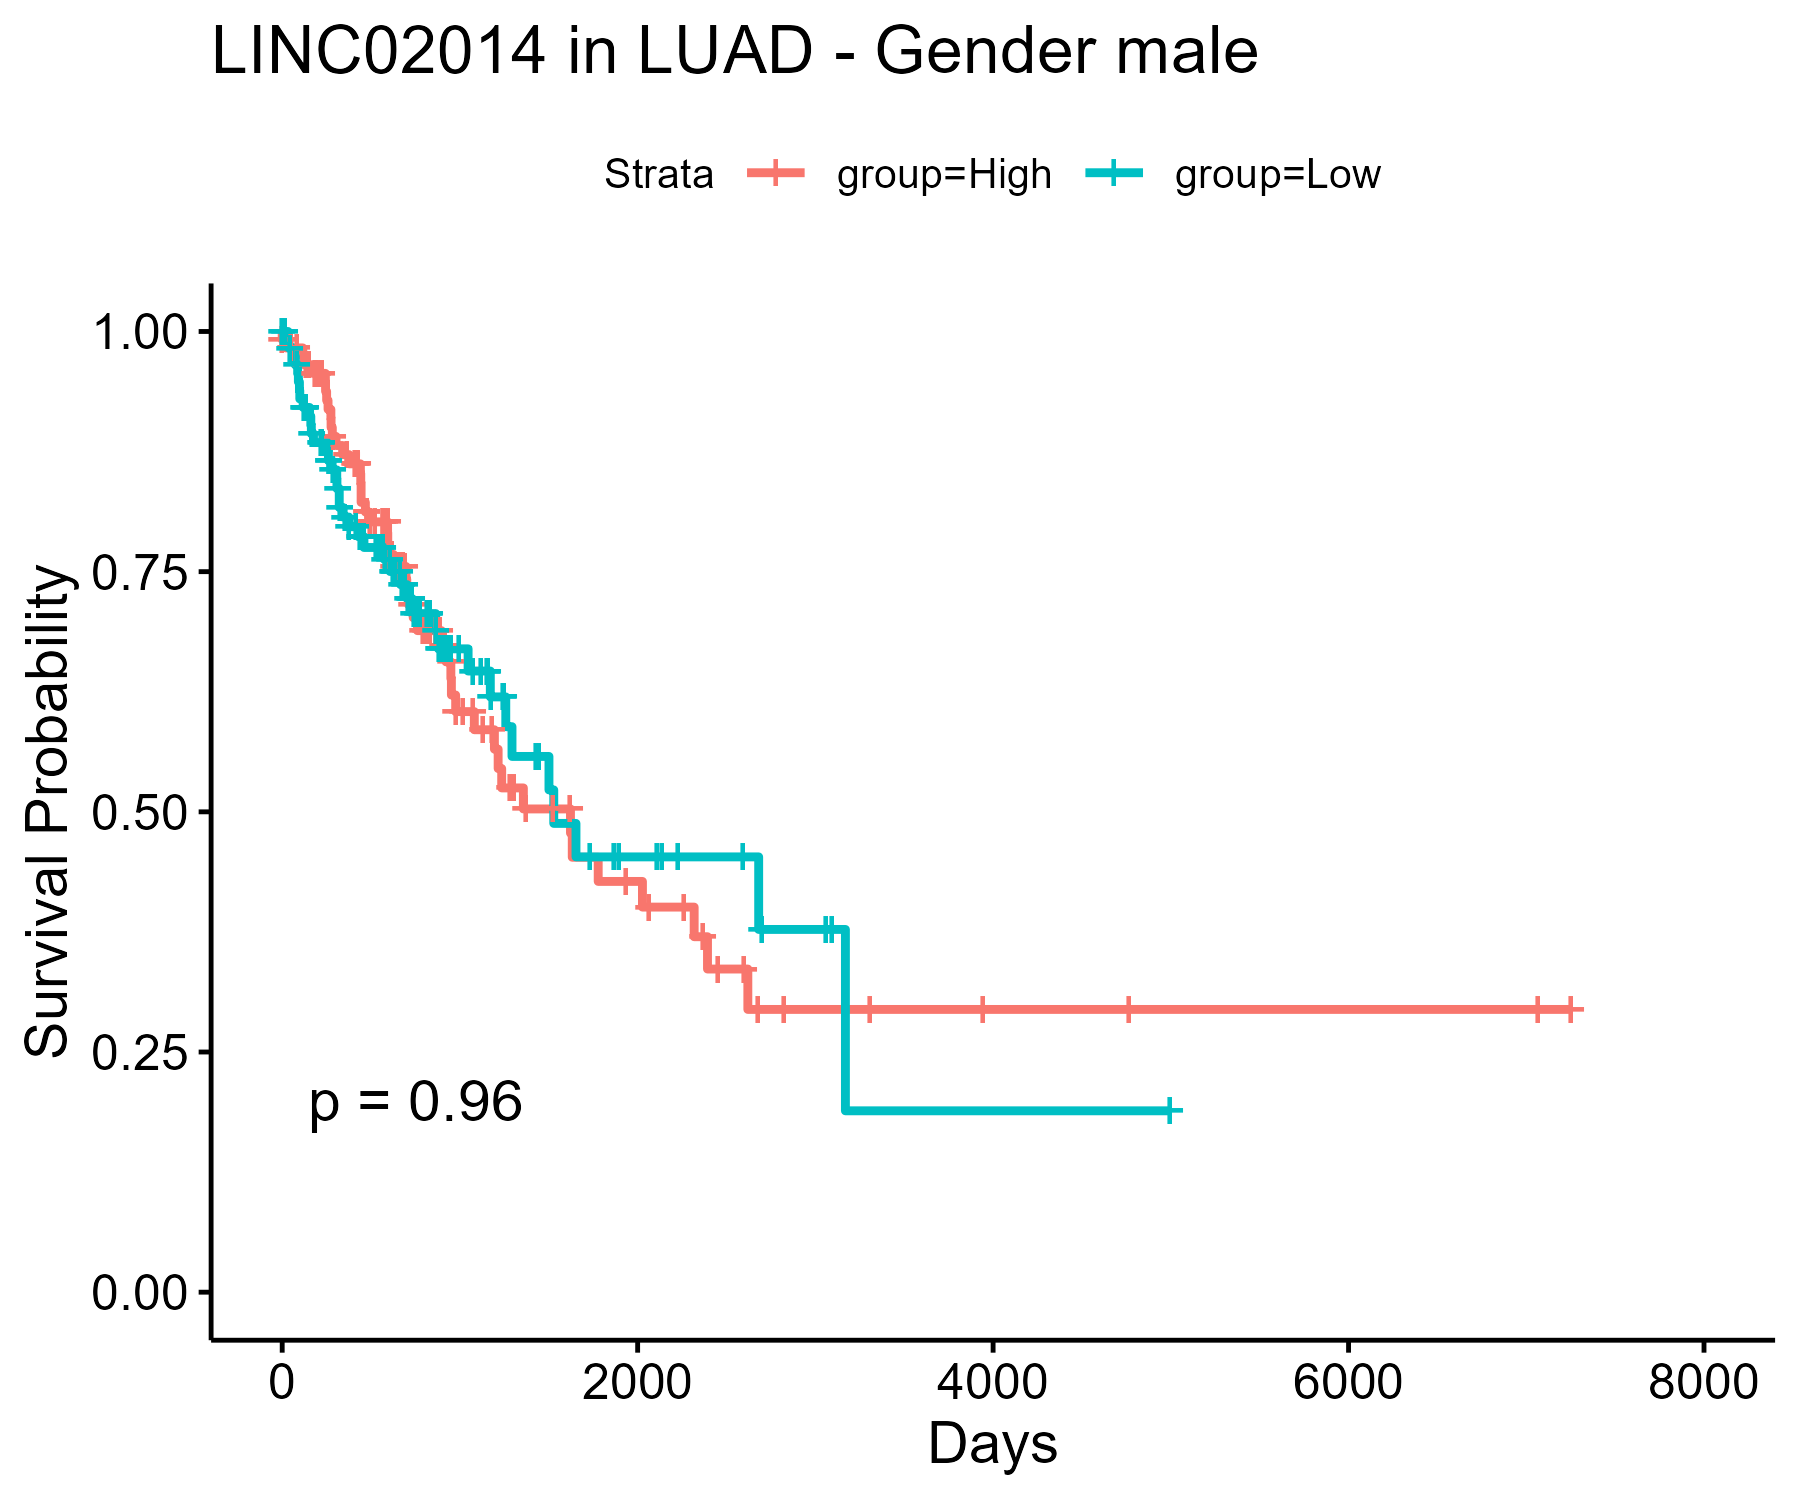 LINC02014 in LUAD - Gender male
Strata group=High group=Low
Survival Probability
1.00
0.75
0.50
0.25
0.00
p = 0.96
0 2000 4000 6000 8000
Days